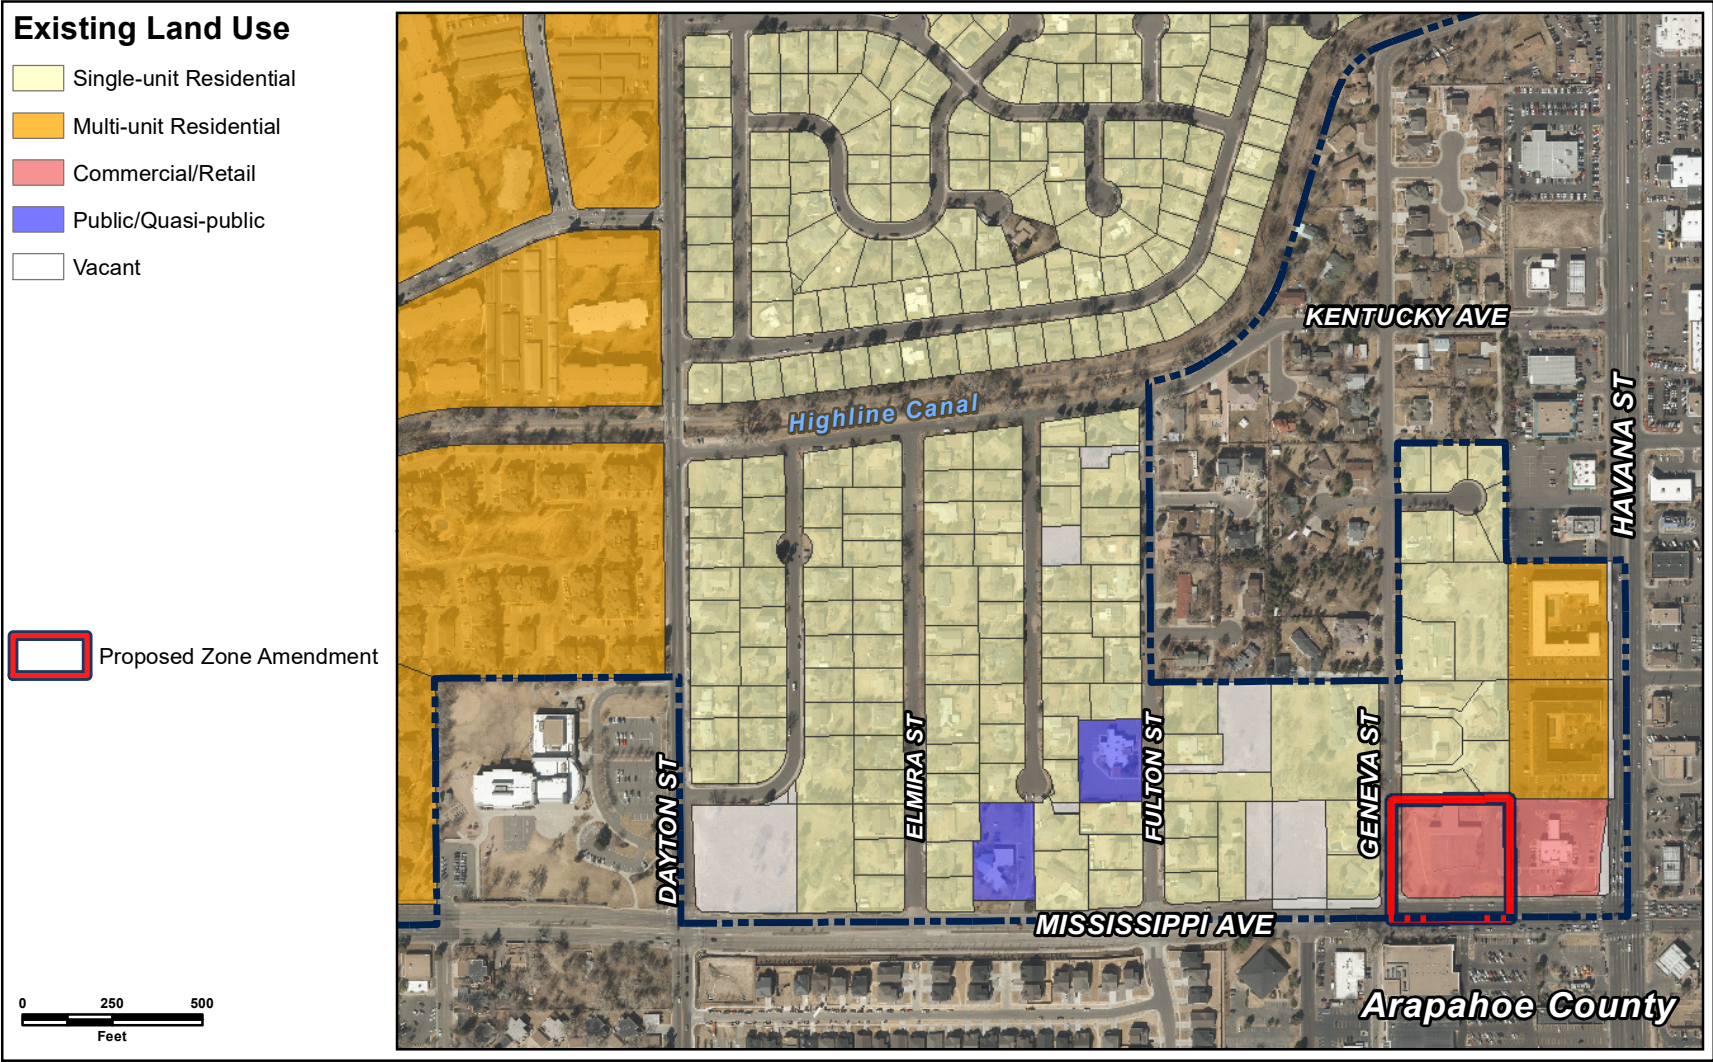 Existing Land Use
Single-unit Residential
Multi-unit Residential
Commercial/Retail
Public/Quasi-public
Vacant
Proposed Zone Amendment
0 250 500
Feet
KENTUCKY AVE
HAVANA ST
Highline Canal
DAYTON ST
ELMIRA ST
FULTON ST
GENEVA ST
MISSISSIPPI AVE
Arapahoe County